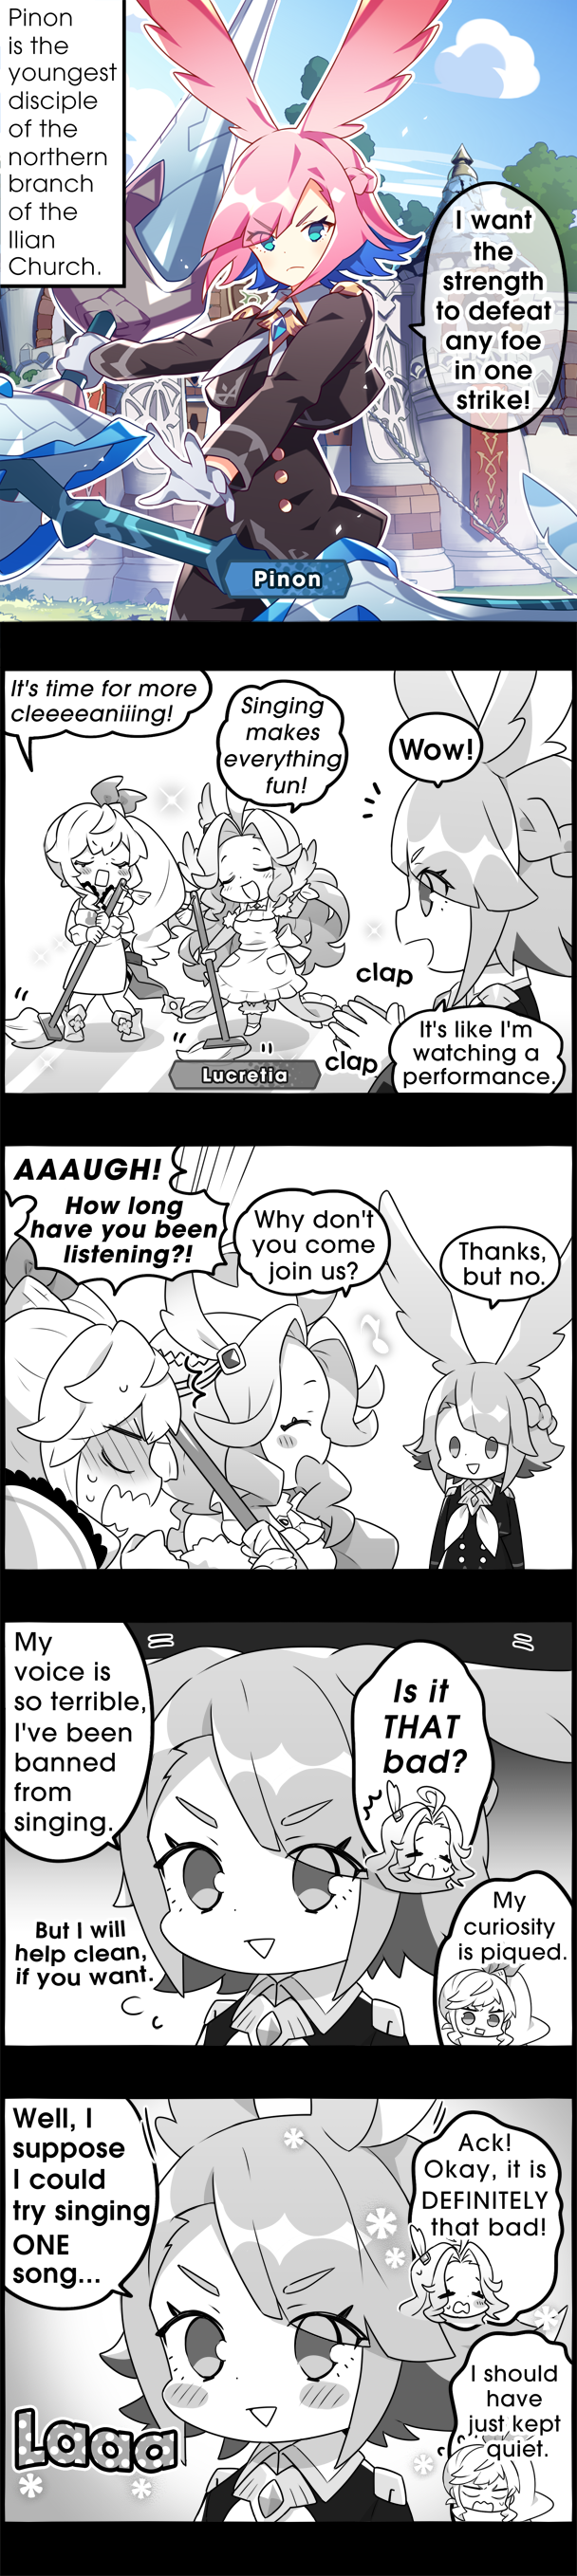 Pinon
is the
youngest
disciple
of the
northern
branch
of the
Ilian
Church.
I want
the
strength
to defeat
any foe
in one
strike!
Pinon
It's time for more
cleeeeaniiing!
Singing
makes
everything
fun!
Wow!
clap
clap
It's like I'm
watching a
performance.
Lucretia
AAAUGH!
How long
have you been
listening?!
Why don't
you come
join us?
Thanks,
but no.
My
voice is
so terrible,
I've been
banned
from
singing.
Is it
THAT
bad?
But I will
help clean,
if you want.
My
curiosity
is piqued.
Well, I
suppose
I could
try singing
ONE
song...
Ack!
Okay, it is
DEFINITELY
that bad!
I should
have
just kept
quiet.
Laaa